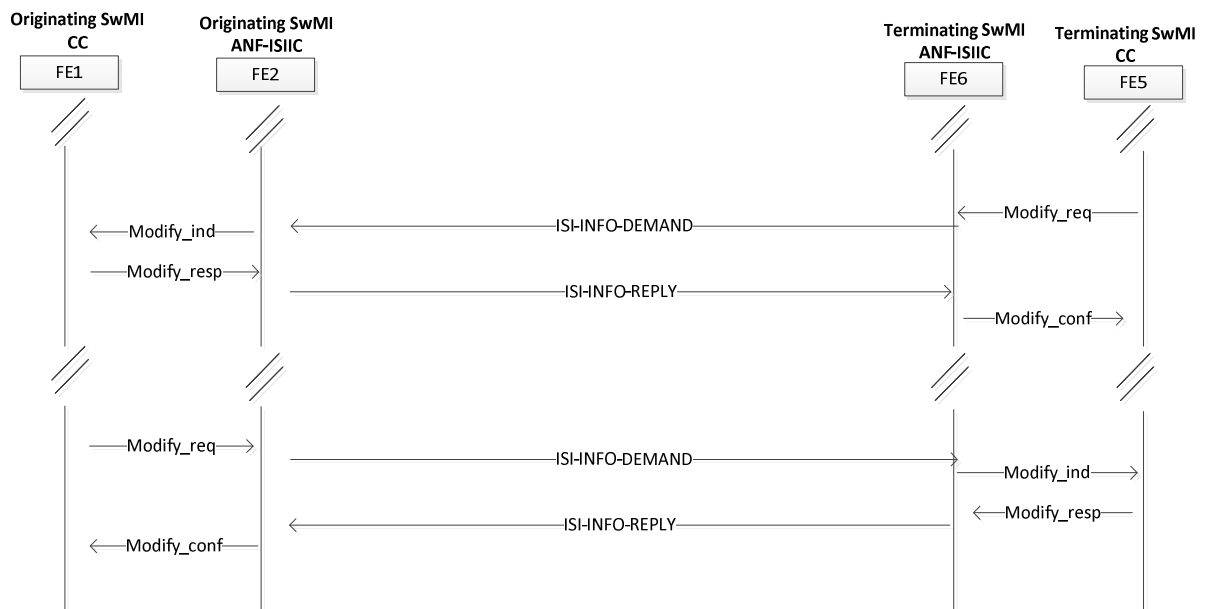 Originating SwMI
CC
FE1
Originating SwMI
ANF-ISIIC
FE2
Terminating SwMI
ANF-ISIIC
FE6
Terminating SwMI
CC
FE5
Modify_req
ISI-INFO-DEMAND
Modify_ind
Modify_resp
ISI-INFO-REPLY
Modify_conf
Modify_req
ISI-INFO-DEMAND
Modify_ind
Modify_resp
ISI-INFO-REPLY
Modify_conf